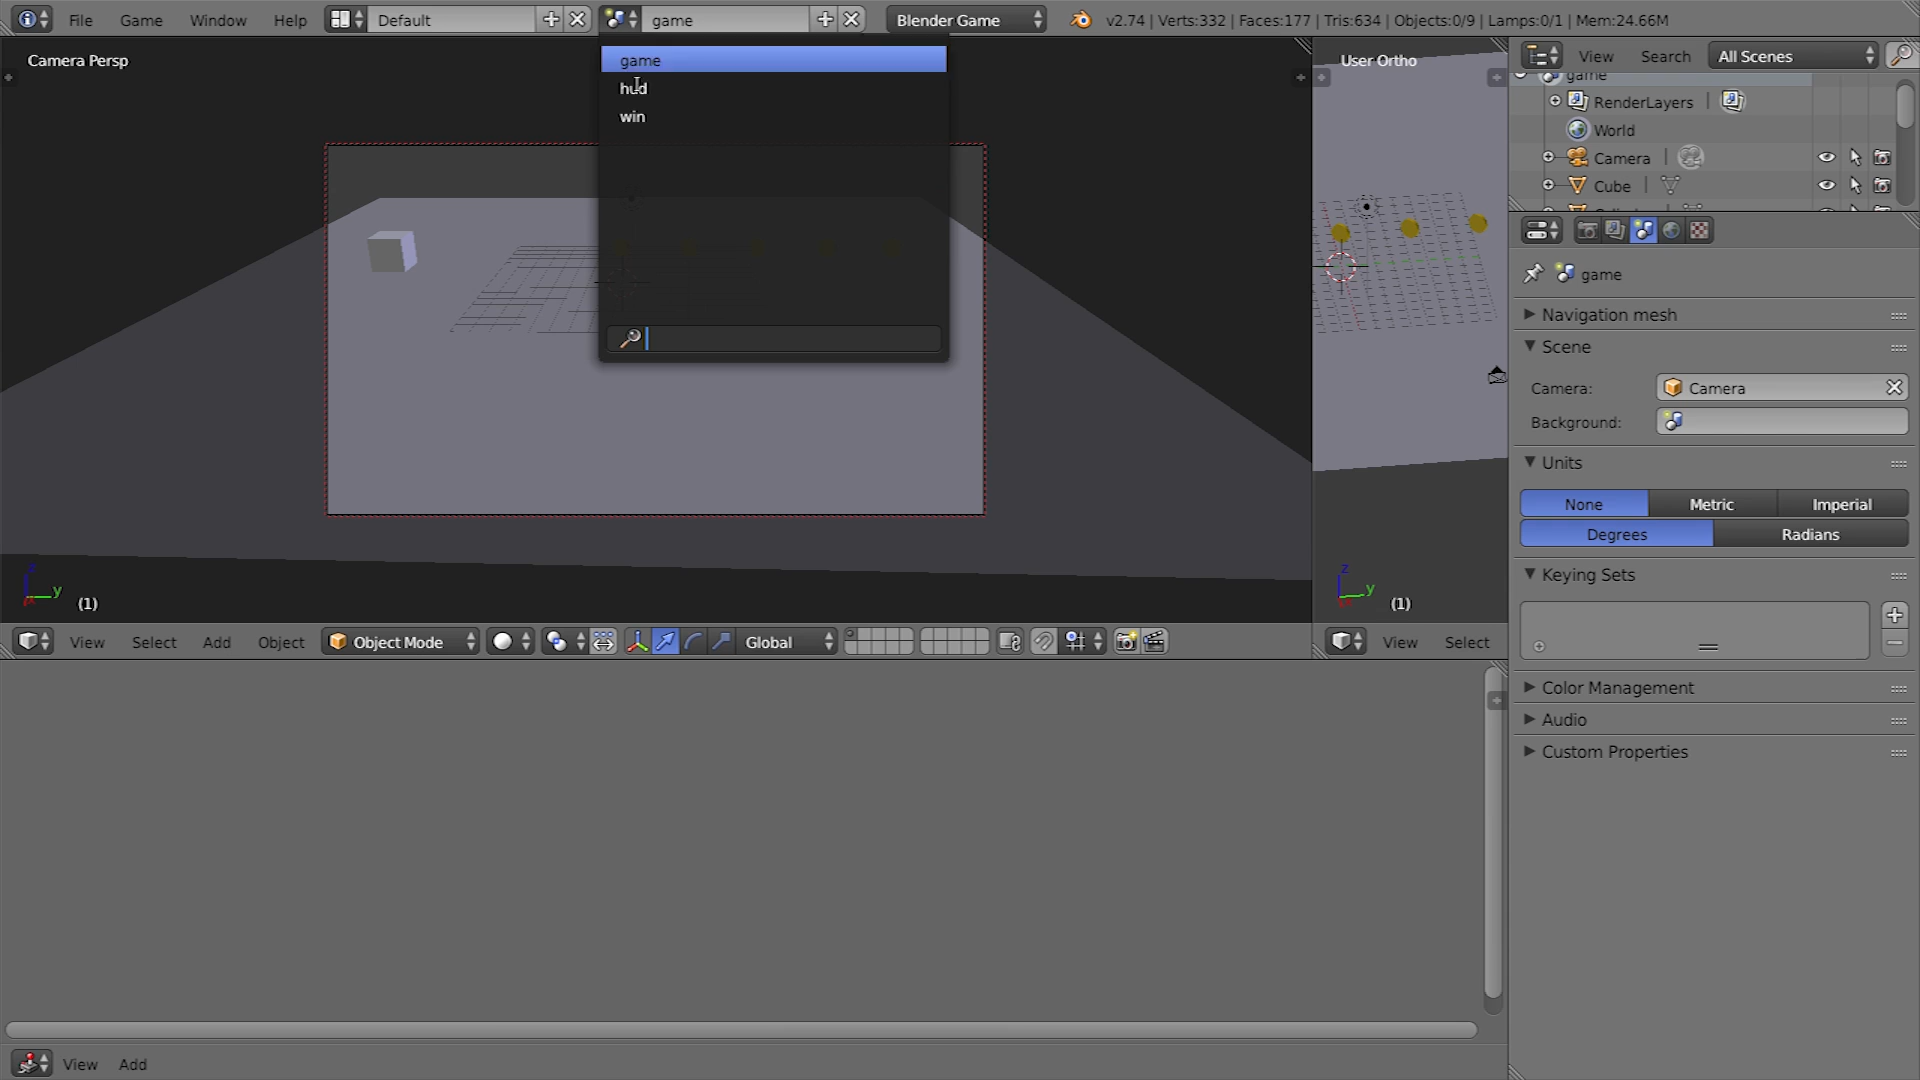 File Game Window Help Default game Blender Game v2.74 | Verts:332 | Faces:177 | Tris:634 | Objects:0/9 | Lamps:0/1 | Mem:24.66M
Camera Persp
game
hud
win
User Ortho
View Search All Scenes
game
RenderLayers
World
Camera
Cube
game
Navigation mesh
Scene
Camera: Camera
Background:
Units
None Metric Imperial
Degrees Radians
Keying Sets
Color Management
Audio
Custom Properties
z
y
(1)
z
y
(1)
View Select Add Object Object Mode Global
View Select
View Add